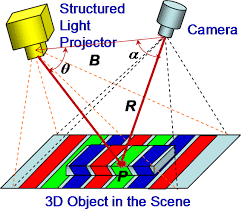 Structured
Light
Projector
Camera
B
α
θ
R
P
3D Object in the Scene